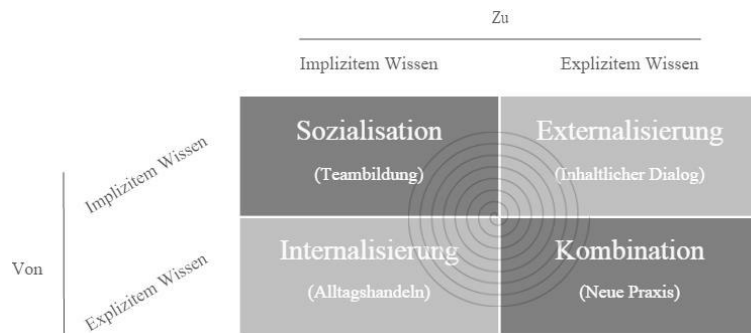 Zu
Implizitem Wissen
Explizitem Wissen
Implizitem Wissen
Sozialisation
(Teambildung)
Externalisierung
(Inhaltlicher Dialog)
Von
Explizitem Wissen
Internalisierung
(Alltagshandeln)
Kombination
(Neue Praxis)